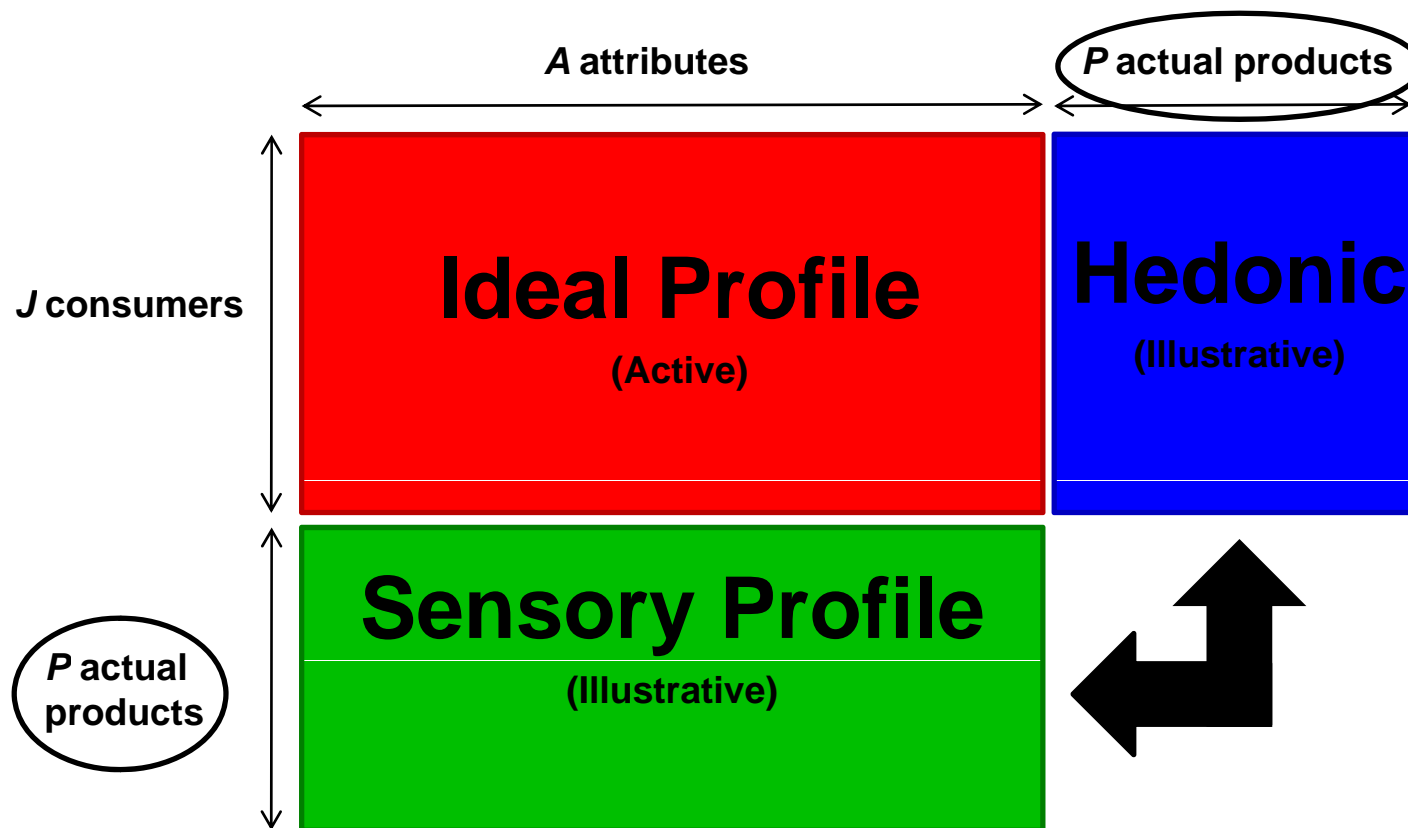 A attributes
P actual products
J consumers
Ideal Profile
(Active)
Hedonic
(Illustrative)
P actual
products
Sensory Profile
(Illustrative)